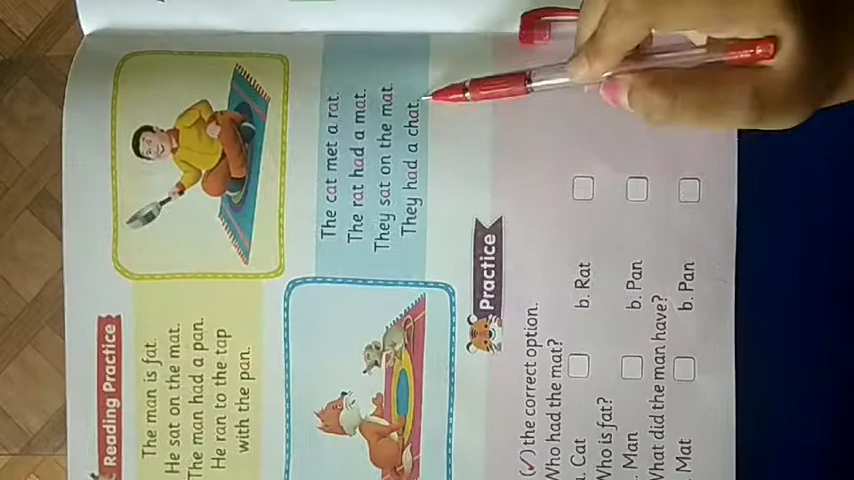 Reading Practice
The man is fat.
He sat on the mat.
The man had a pan.
He ran to the tap
with the pan.
The cat met a rat.
The rat had a mat.
They sat on the mat.
They had a chat.
Practice
(✓) the correct option.
Who had the mat?
a. Cat b. Rat
Who is fat?
. Man b. Pan
What did the man have?
. Mat b. Pan